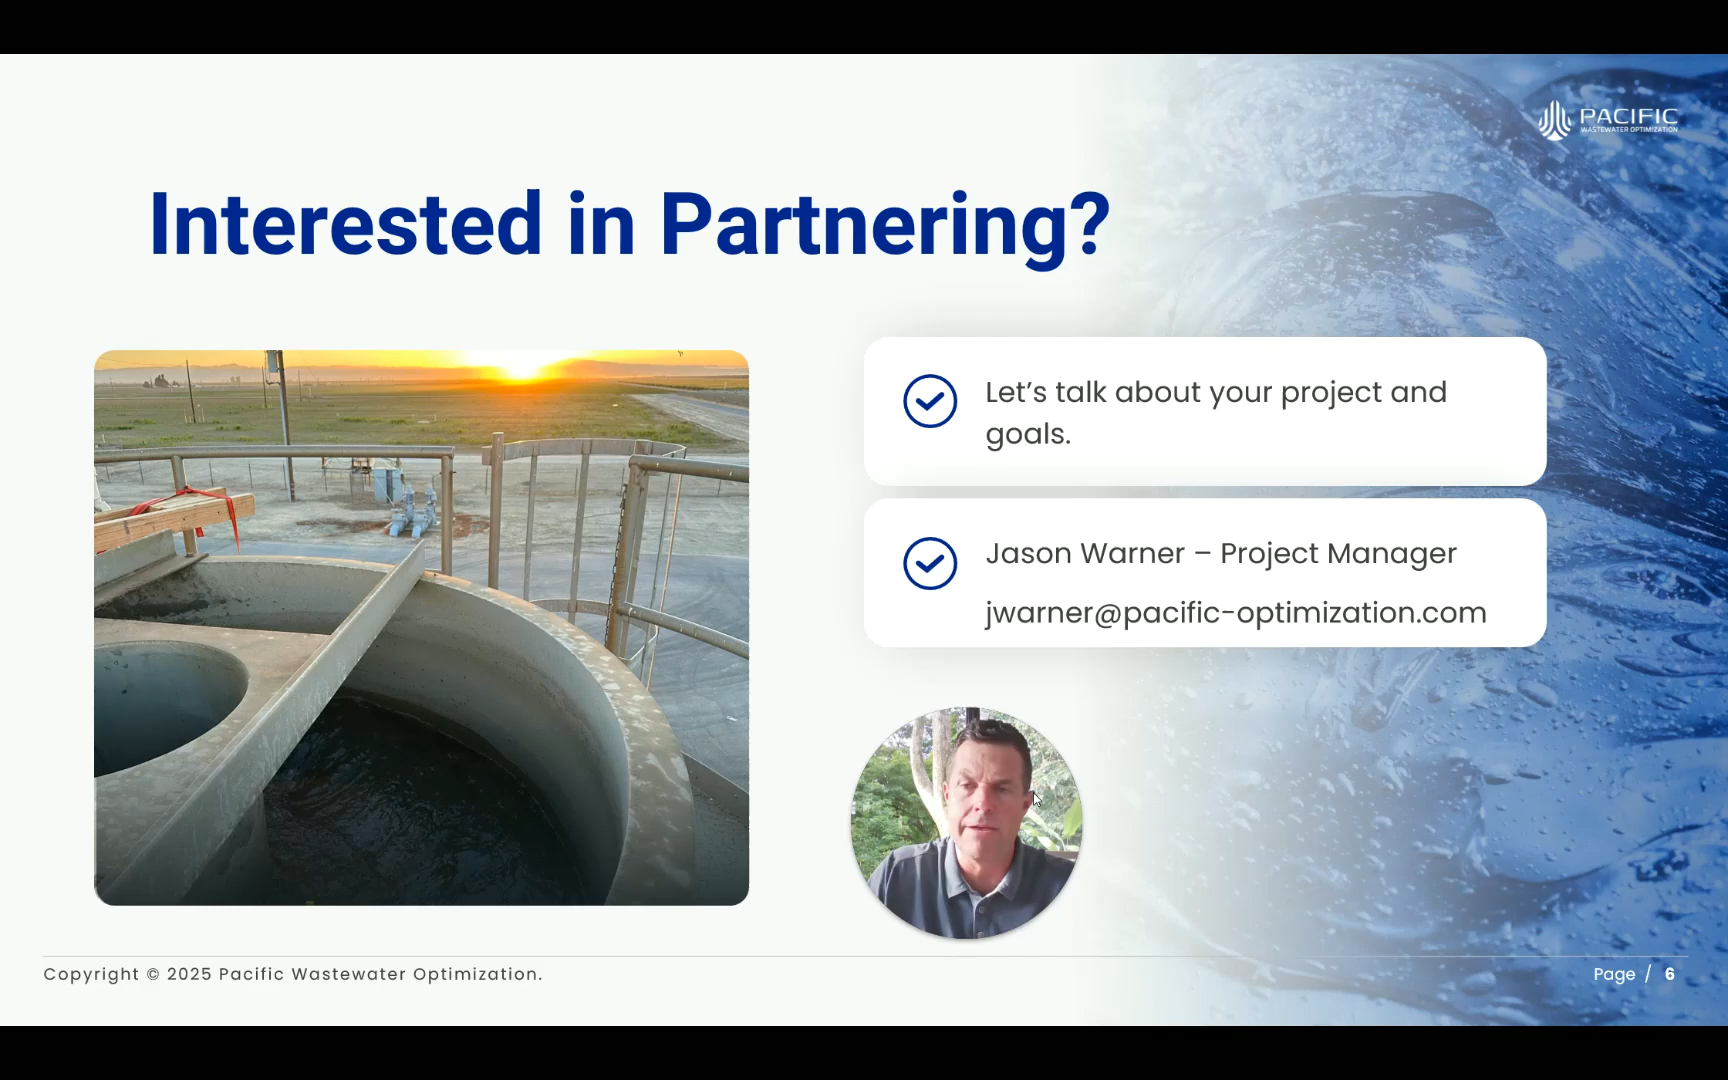 PACIFIC
WASTEWATER OPTIMIZATION
Interested in Partnering?
Let’s talk about your project and
goals.
Jason Warner – Project Manager
jwarner@pacific-optimization.com
Copyright © 2025 Pacific Wastewater Optimization.
Page / 6